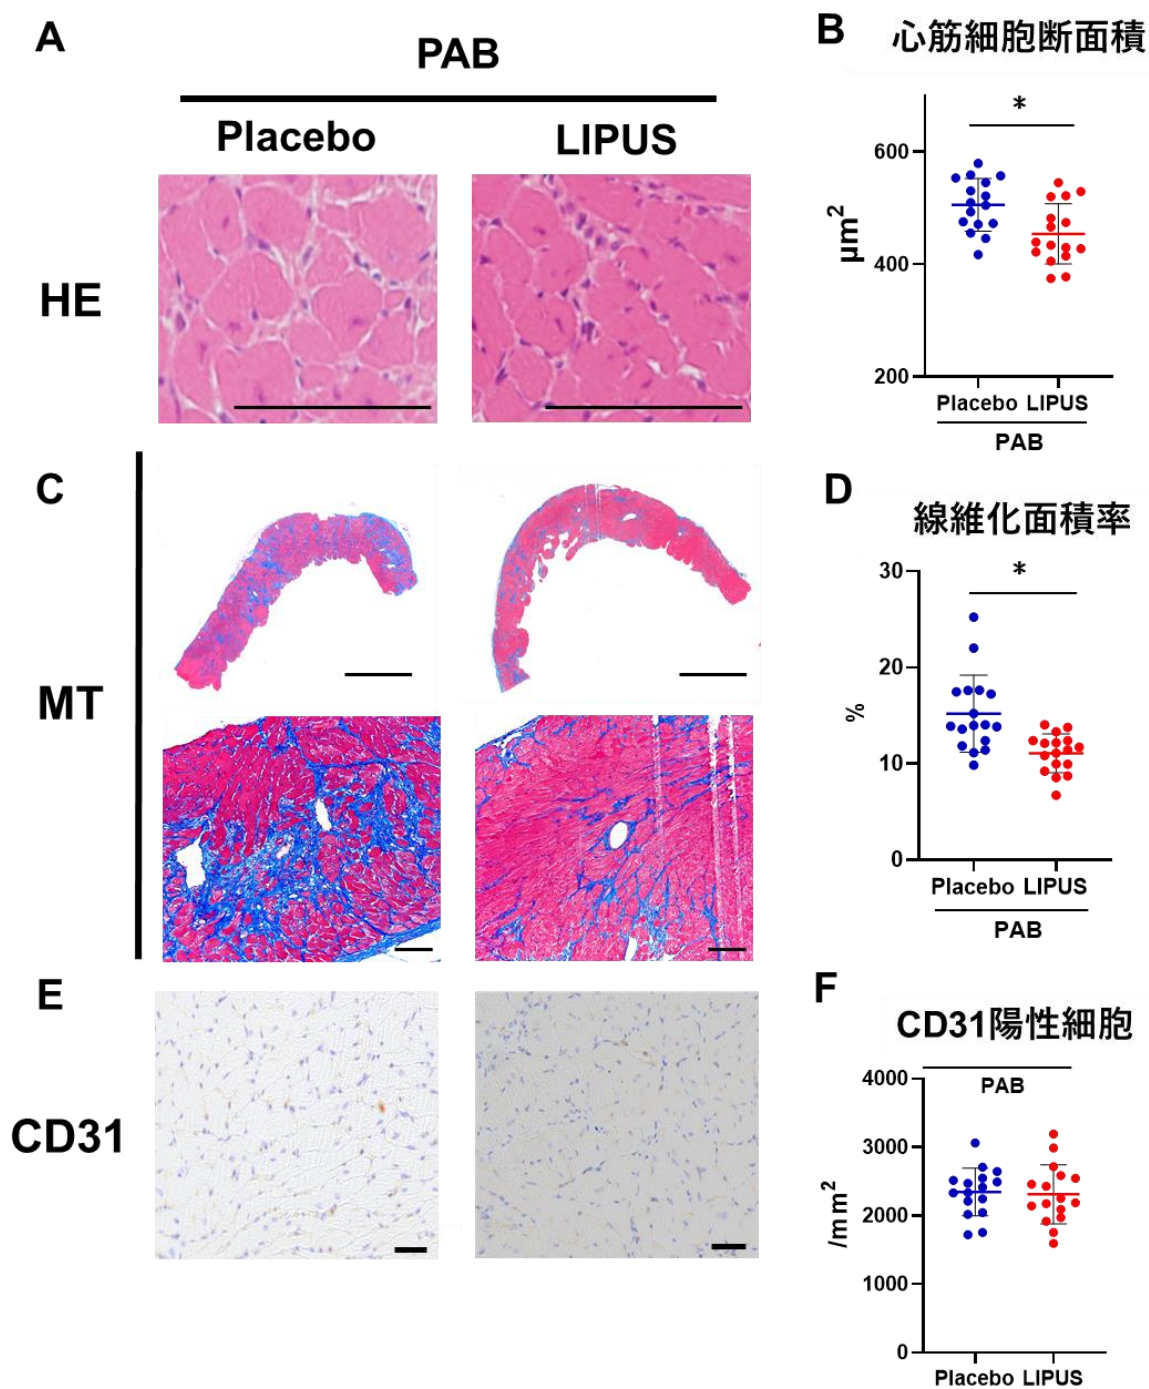 A
PAB
Placebo
LIPUS
HE
B
心筋細胞断面積
*
600
400
200
µm²
Placebo LIPUS
PAB
C
MT
D
線維化面積率
*
30
20
10
0
%
Placebo LIPUS
PAB
E
CD31
F
CD31陽性細胞
PAB
4000
3000
2000
1000
0
/mm²
Placebo LIPUS